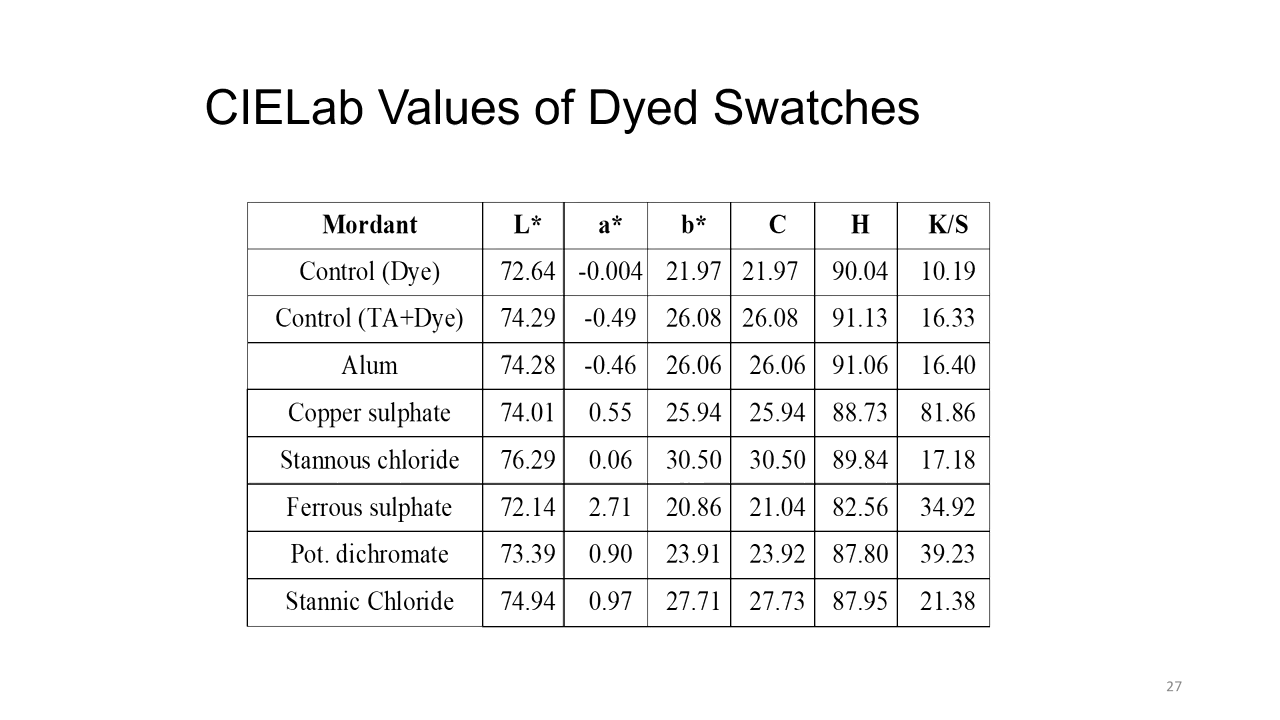 CIELab Values of Dyed Swatches
Mordant L* a* b* C H K/S
Control (Dye) 72.64 -0.004 21.97 21.97 90.04 10.19
Control (TA+Dye) 74.29 -0.49 26.08 26.08 91.13 16.33
Alum 74.28 -0.46 26.06 26.06 91.06 16.40
Copper sulphate 74.01 0.55 25.94 25.94 88.73 81.86
Stannous chloride 76.29 0.06 30.50 30.50 89.84 17.18
Ferrous sulphate 72.14 2.71 20.86 21.04 82.56 34.92
Pot. dichromate 73.39 0.90 23.91 23.92 87.80 39.23
Stannic Chloride 74.94 0.97 27.71 27.73 87.95 21.38
27